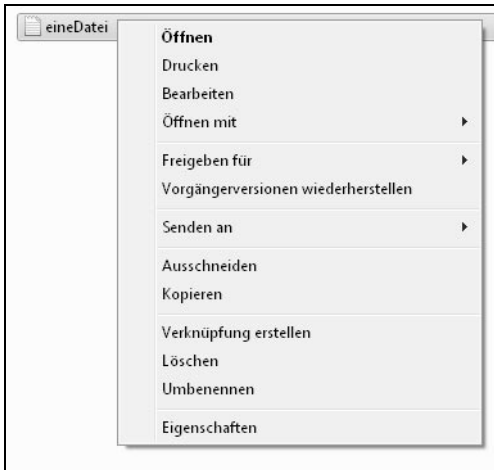 eineDatei
Öffnen
Drucken
Bearbeiten
Öffnen mit
Freigeben für
Vorgängerversionen wiederherstellen
Senden an
Ausschneiden
Kopieren
Verknüpfung erstellen
Löschen
Umbenennen
Eigenschaften